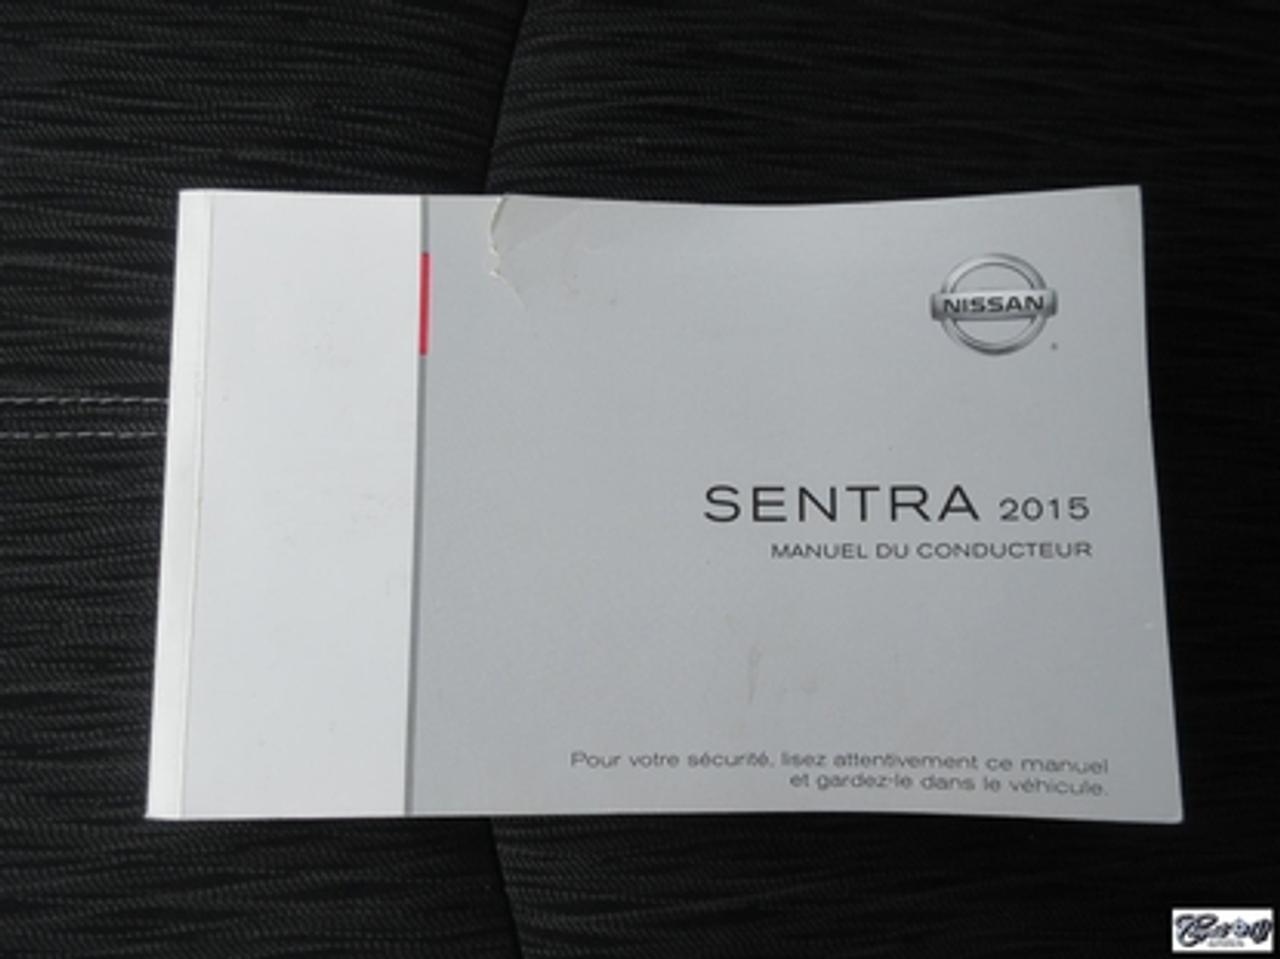 NISSAN
SENTRA 2015
MANUEL DU CONDUCTEUR
Pour votre sécurité, lisez attentivement ce manuel
et gardez-le dans le véhicule.